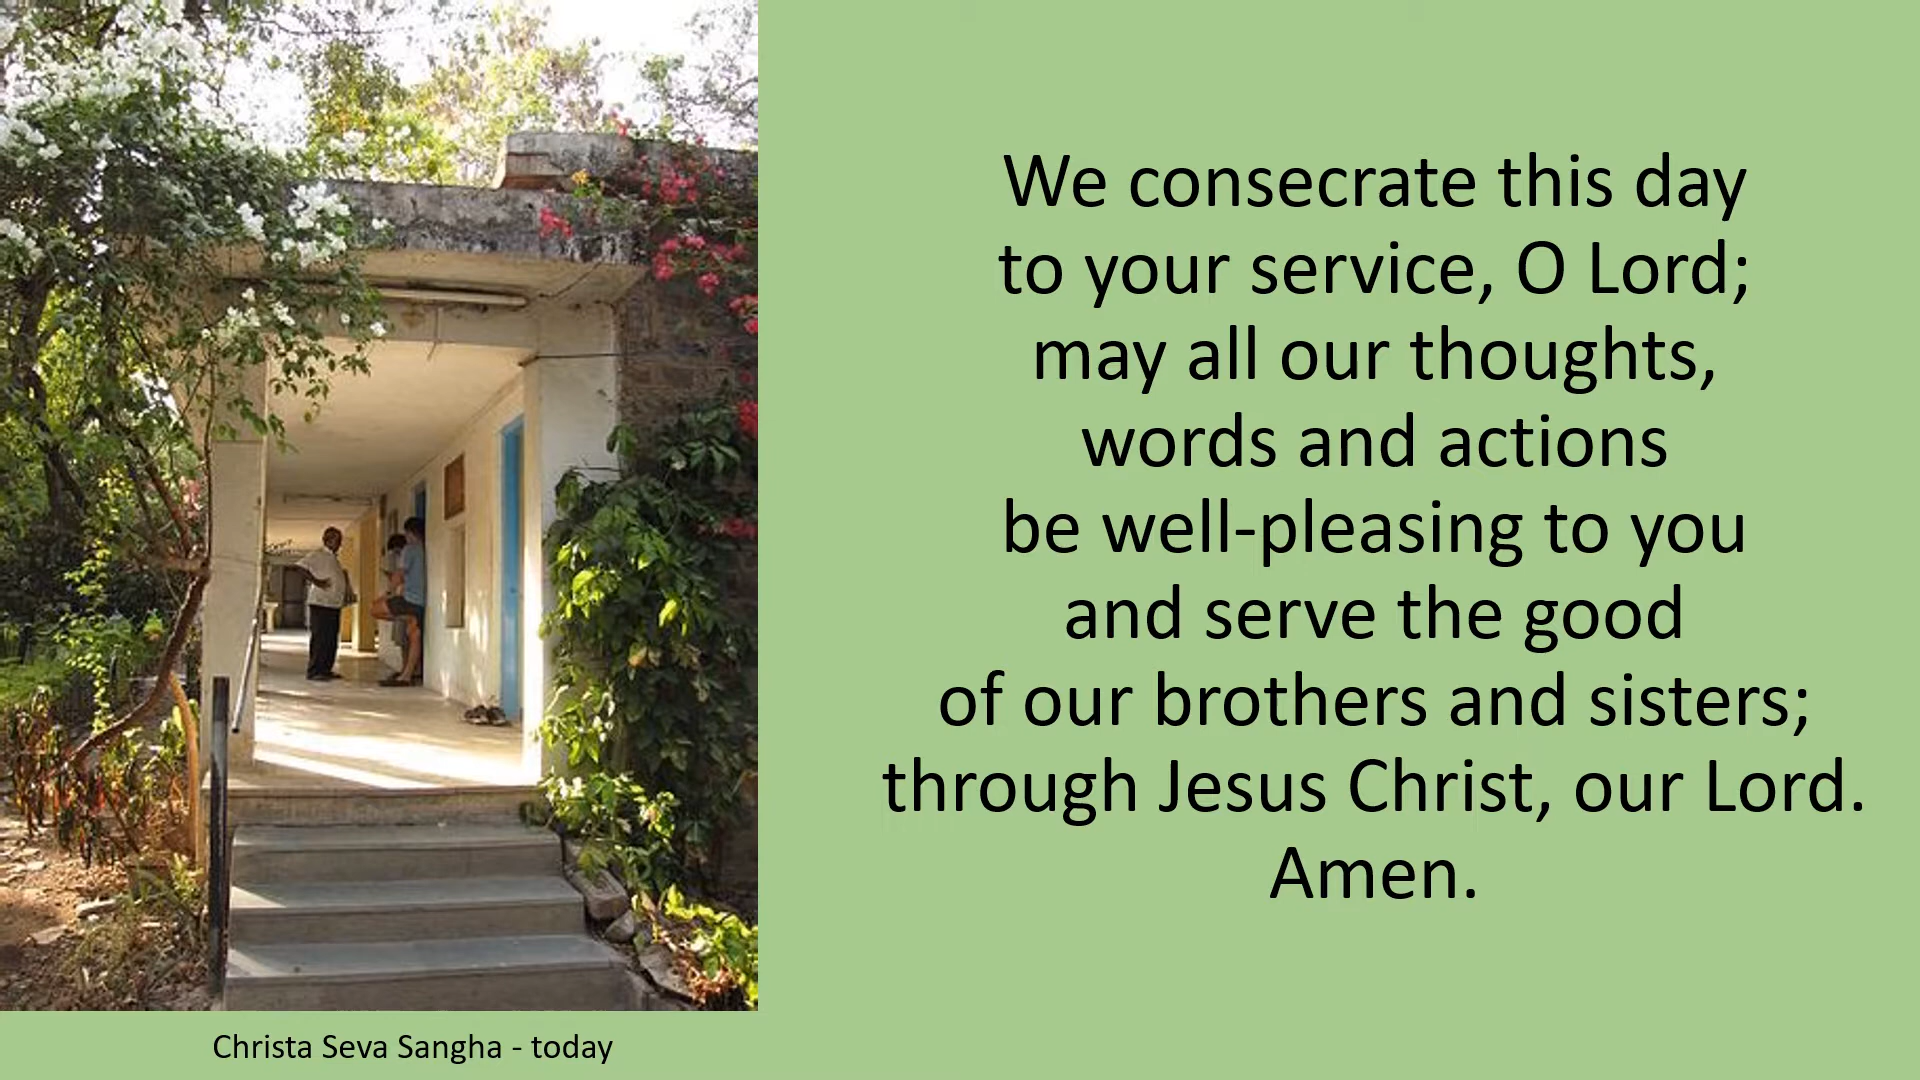 We consecrate this day
to your service, O Lord;
may all our thoughts,
words and actions
be well-pleasing to you
and serve the good
of our brothers and sisters;
through Jesus Christ, our Lord.
Amen.
Christa Seva Sangha - today